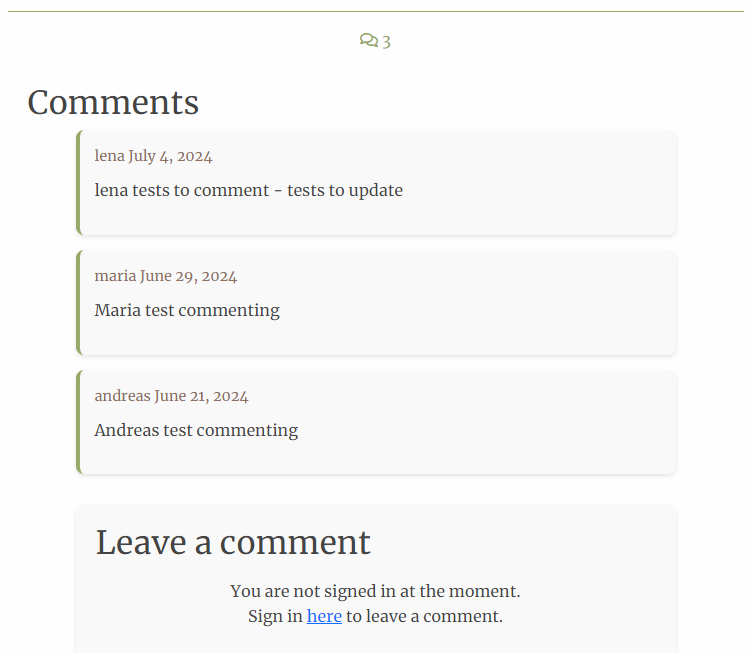 3
Comments
lena July 4, 2024
lena tests to comment - tests to update
maria June 29, 2024
Maria test commenting
andreas June 21, 2024
Andreas test commenting
Leave a comment
You are not signed in at the moment.
Sign in here to leave a comment.